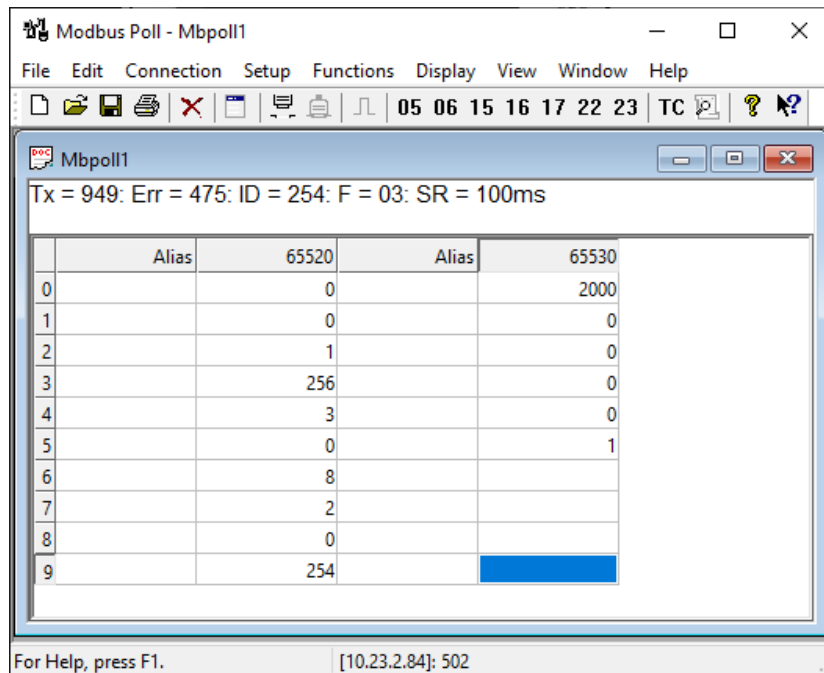 Modbus Poll - Mbpoll1
File Edit Connection Setup Functions Display View Window Help
05 06 15 16 17 22 23 TC
Mbpoll1
Tx = 949: Err = 475: ID = 254: F = 03: SR = 100ms
Alias 65520 Alias 65530
0 0 2000
1 0 0
2 1 0
3 256 0
4 3 0
5 0 1
6 8
7 2
8 0
9 254
For Help, press F1. [10.23.2.84]: 502